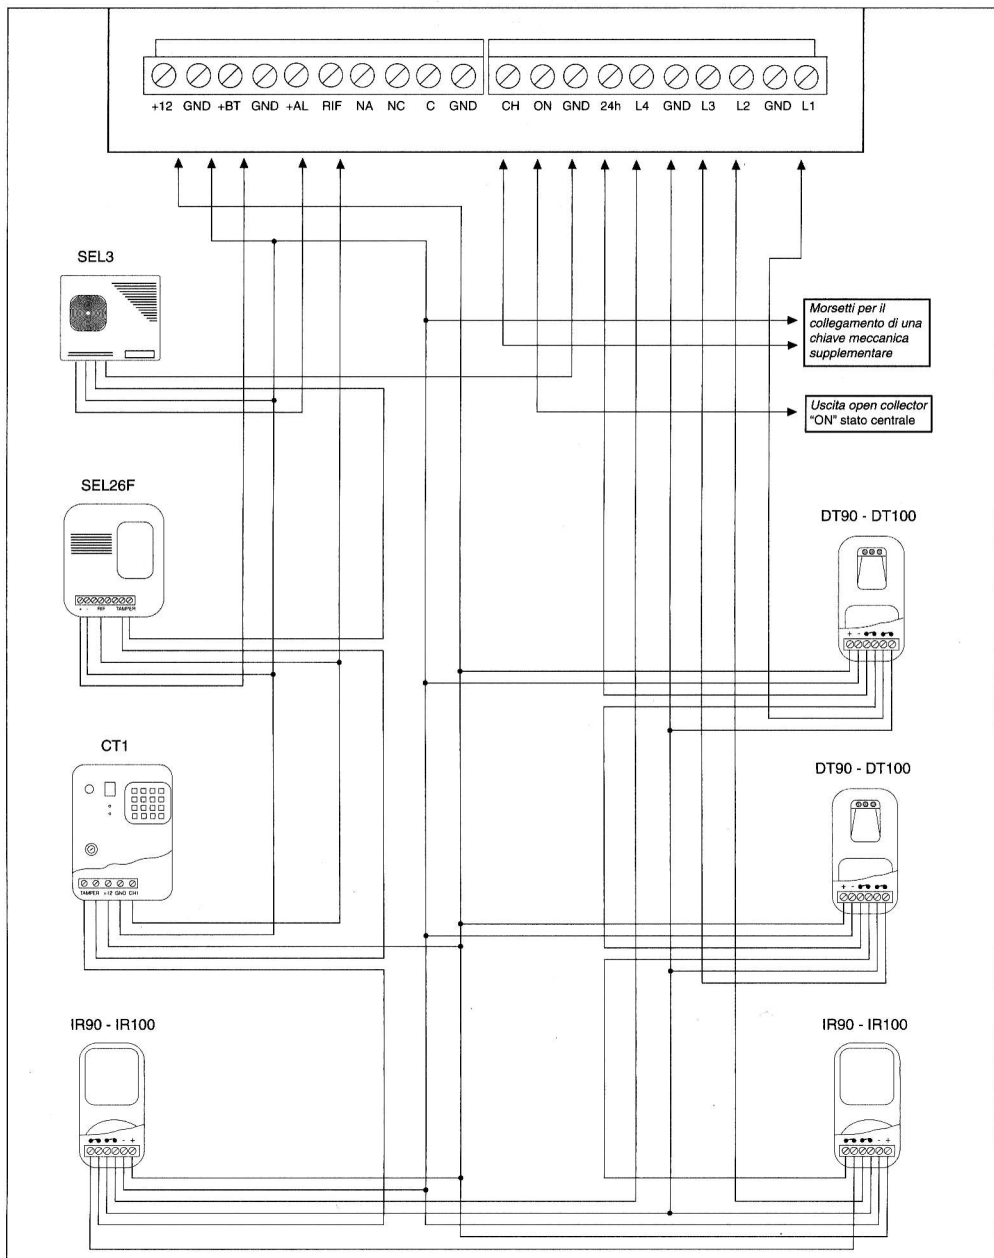 +12 GND +BT GND +AL RIF NA NC C GND CH ON GND 24h L4 GND L3 L2 GND L1
SEL3
Morsetti per il
collegamento di una
chiave meccanica
supplementare
Uscita open collector
"ON" stato centrale
SEL26F
+ - RIF TAMPER
DT90 - DT100
+ -
CT1
TAMPER +12 GND CH1
DT90 - DT100
+ -
IR90 - IR100
- +
IR90 - IR100
- +